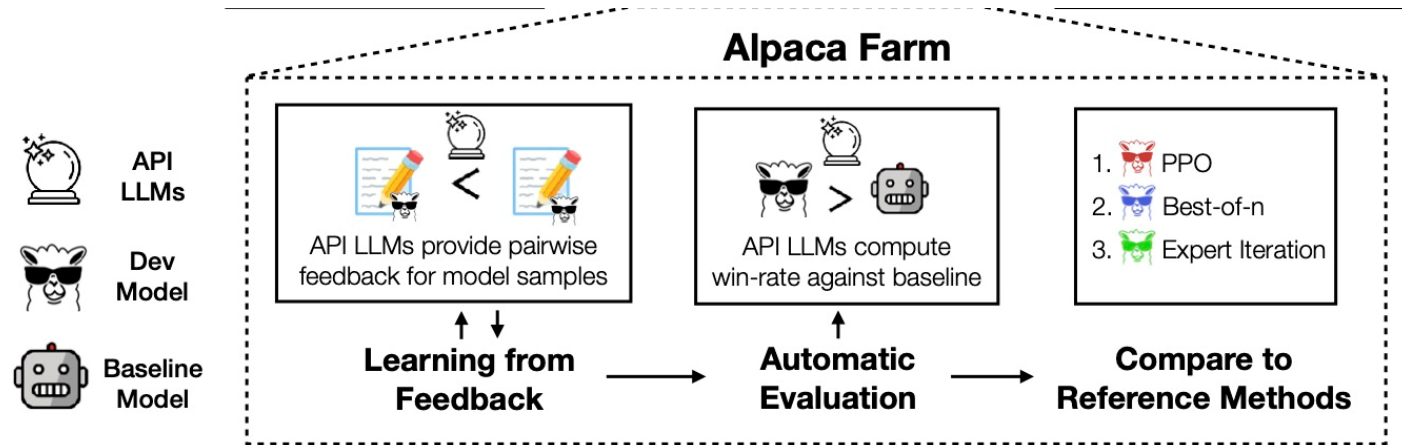 Alpaca Farm
API
LLMs
Dev
Model
Baseline
Model
<
API LLMs provide pairwise
feedback for model samples
>
API LLMs compute
win-rate against baseline
1. PPO
2. Best-of-n
3. Expert Iteration
Learning from
Feedback
Automatic
Evaluation
Compare to
Reference Methods